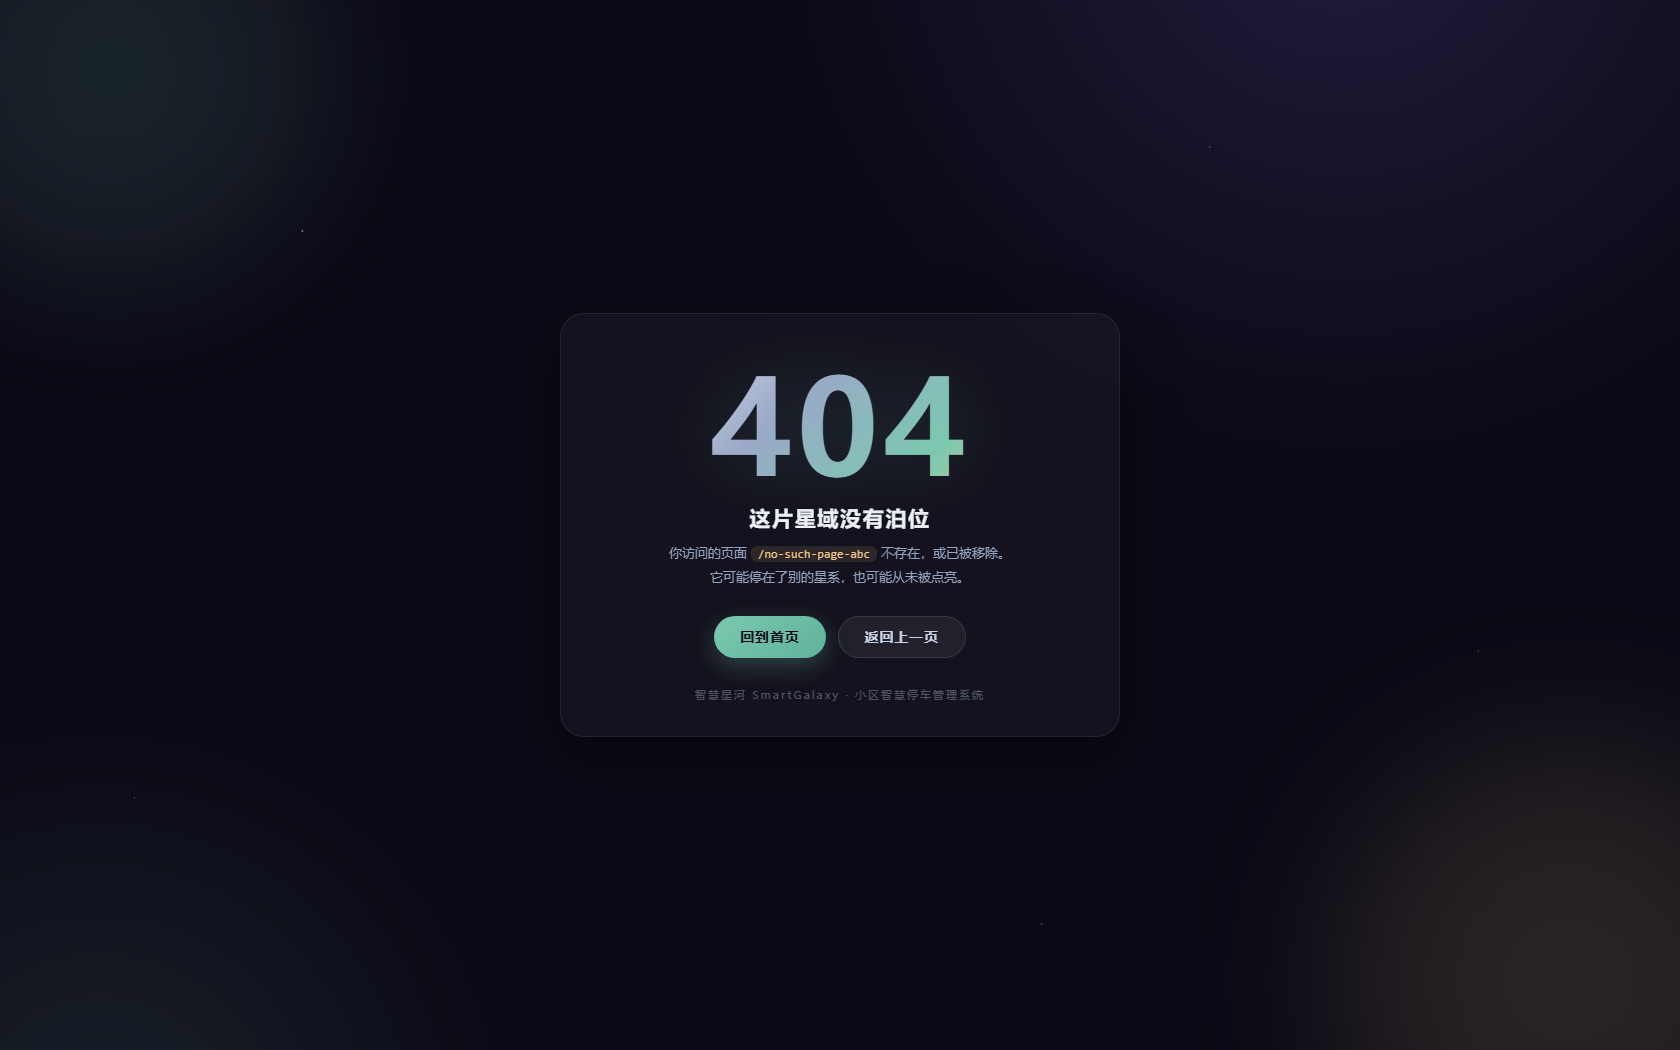 404
这片星域没有泊位
你访问的页面 /no-such-page-abc 不存在，或已被移除。
它可能停在了别的星系，也可能从未被点亮。
回到首页
返回上一页
智慧星河 SmartGalaxy · 小区智慧停车管理系统